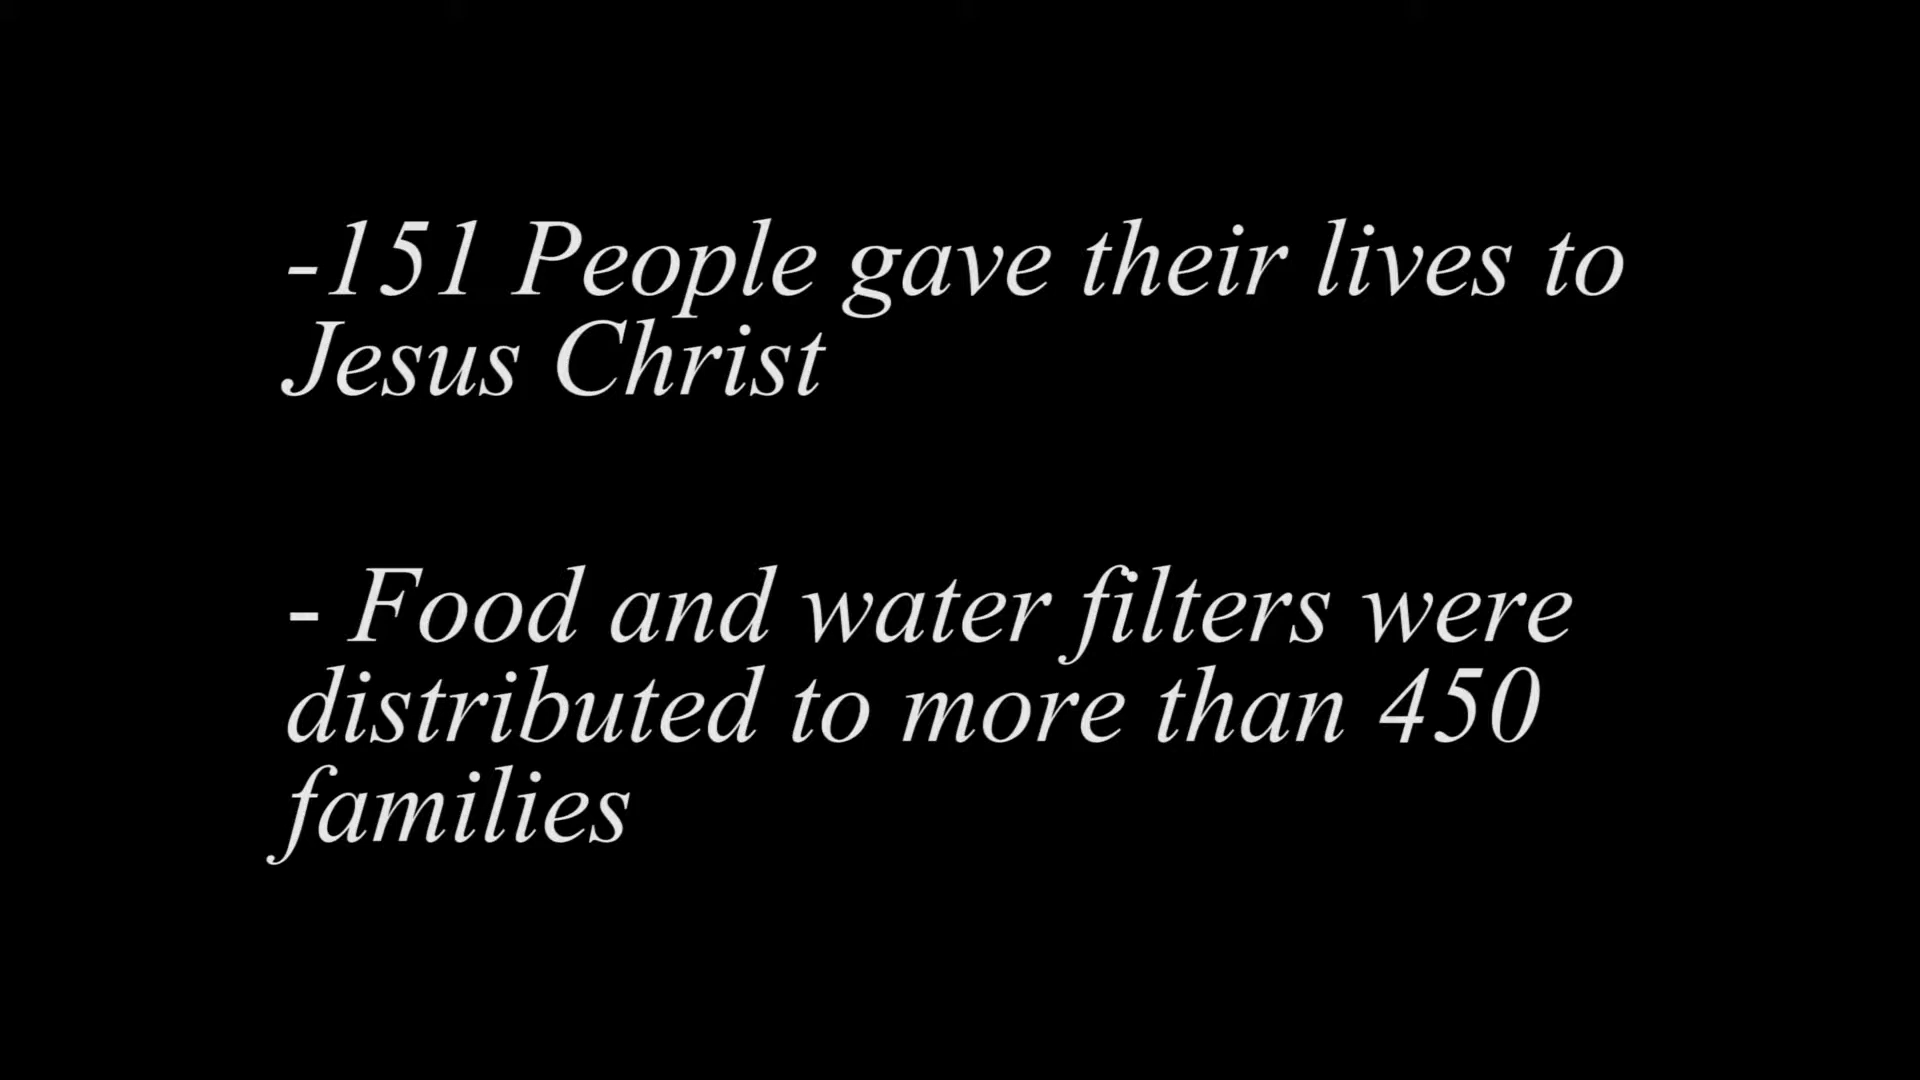 -151 People gave their lives to
Jesus Christ
- Food and water filters were
distributed to more than 450
families